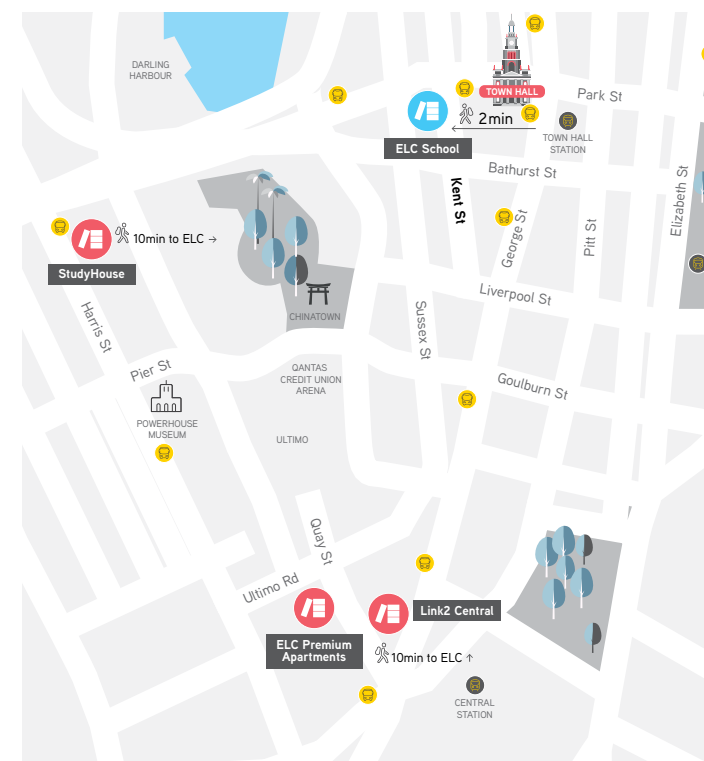 DARLING
HARBOUR
TOWN HALL
Park St
2min
TOWN HALL
STATION
ELC School
Bathurst St
Kent St
Elizabeth St
George St
Pitt St
10min to ELC →
StudyHouse
Liverpool St
Harris St
CHINATOWN
Sussex St
Pier St
QANTAS
CREDIT UNION
ARENA
Goulburn St
POWERHOUSE
MUSEUM
ULTIMO
Quay St
Ultimo Rd
Link2 Central
ELC Premium
Apartments
10min to ELC ↑
CENTRAL
STATION